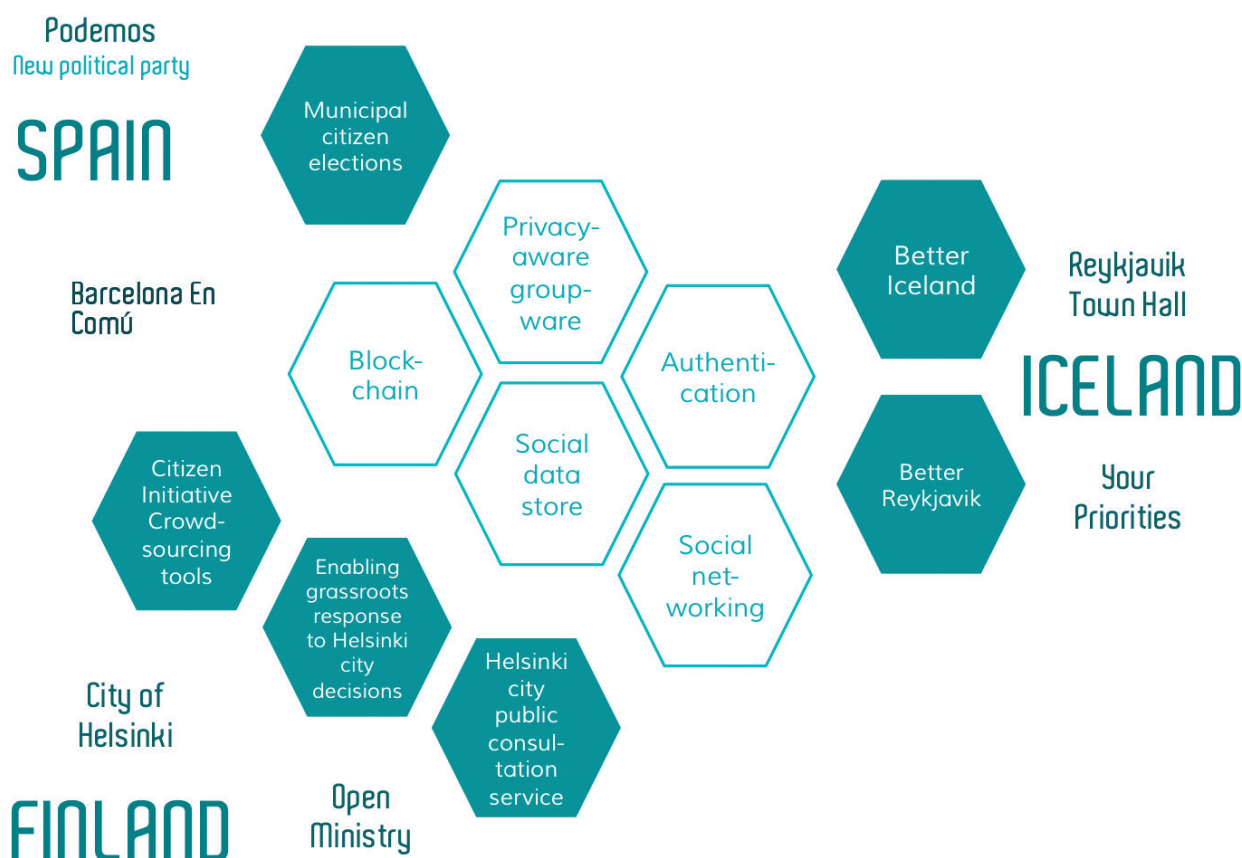 Podemos
New political party
SPAIN
Municipal
citizen
elections
Barcelona En
Comú
Privacy-
aware
group-
ware
Block-
chain
Authenti-
cation
Social
data
store
Social
net-
working
Better
Iceland
Reykjavik
Town Hall
ICELAND
Better
Reykjavik
Your
Priorities
Citizen
Initiative
Crowd-
sourcing
tools
Enabling
grassroots
response
to Helsinki
city
decisions
Helsinki
city
public
consul-
tation
service
City of
Helsinki
FINLAND
Open
Ministry